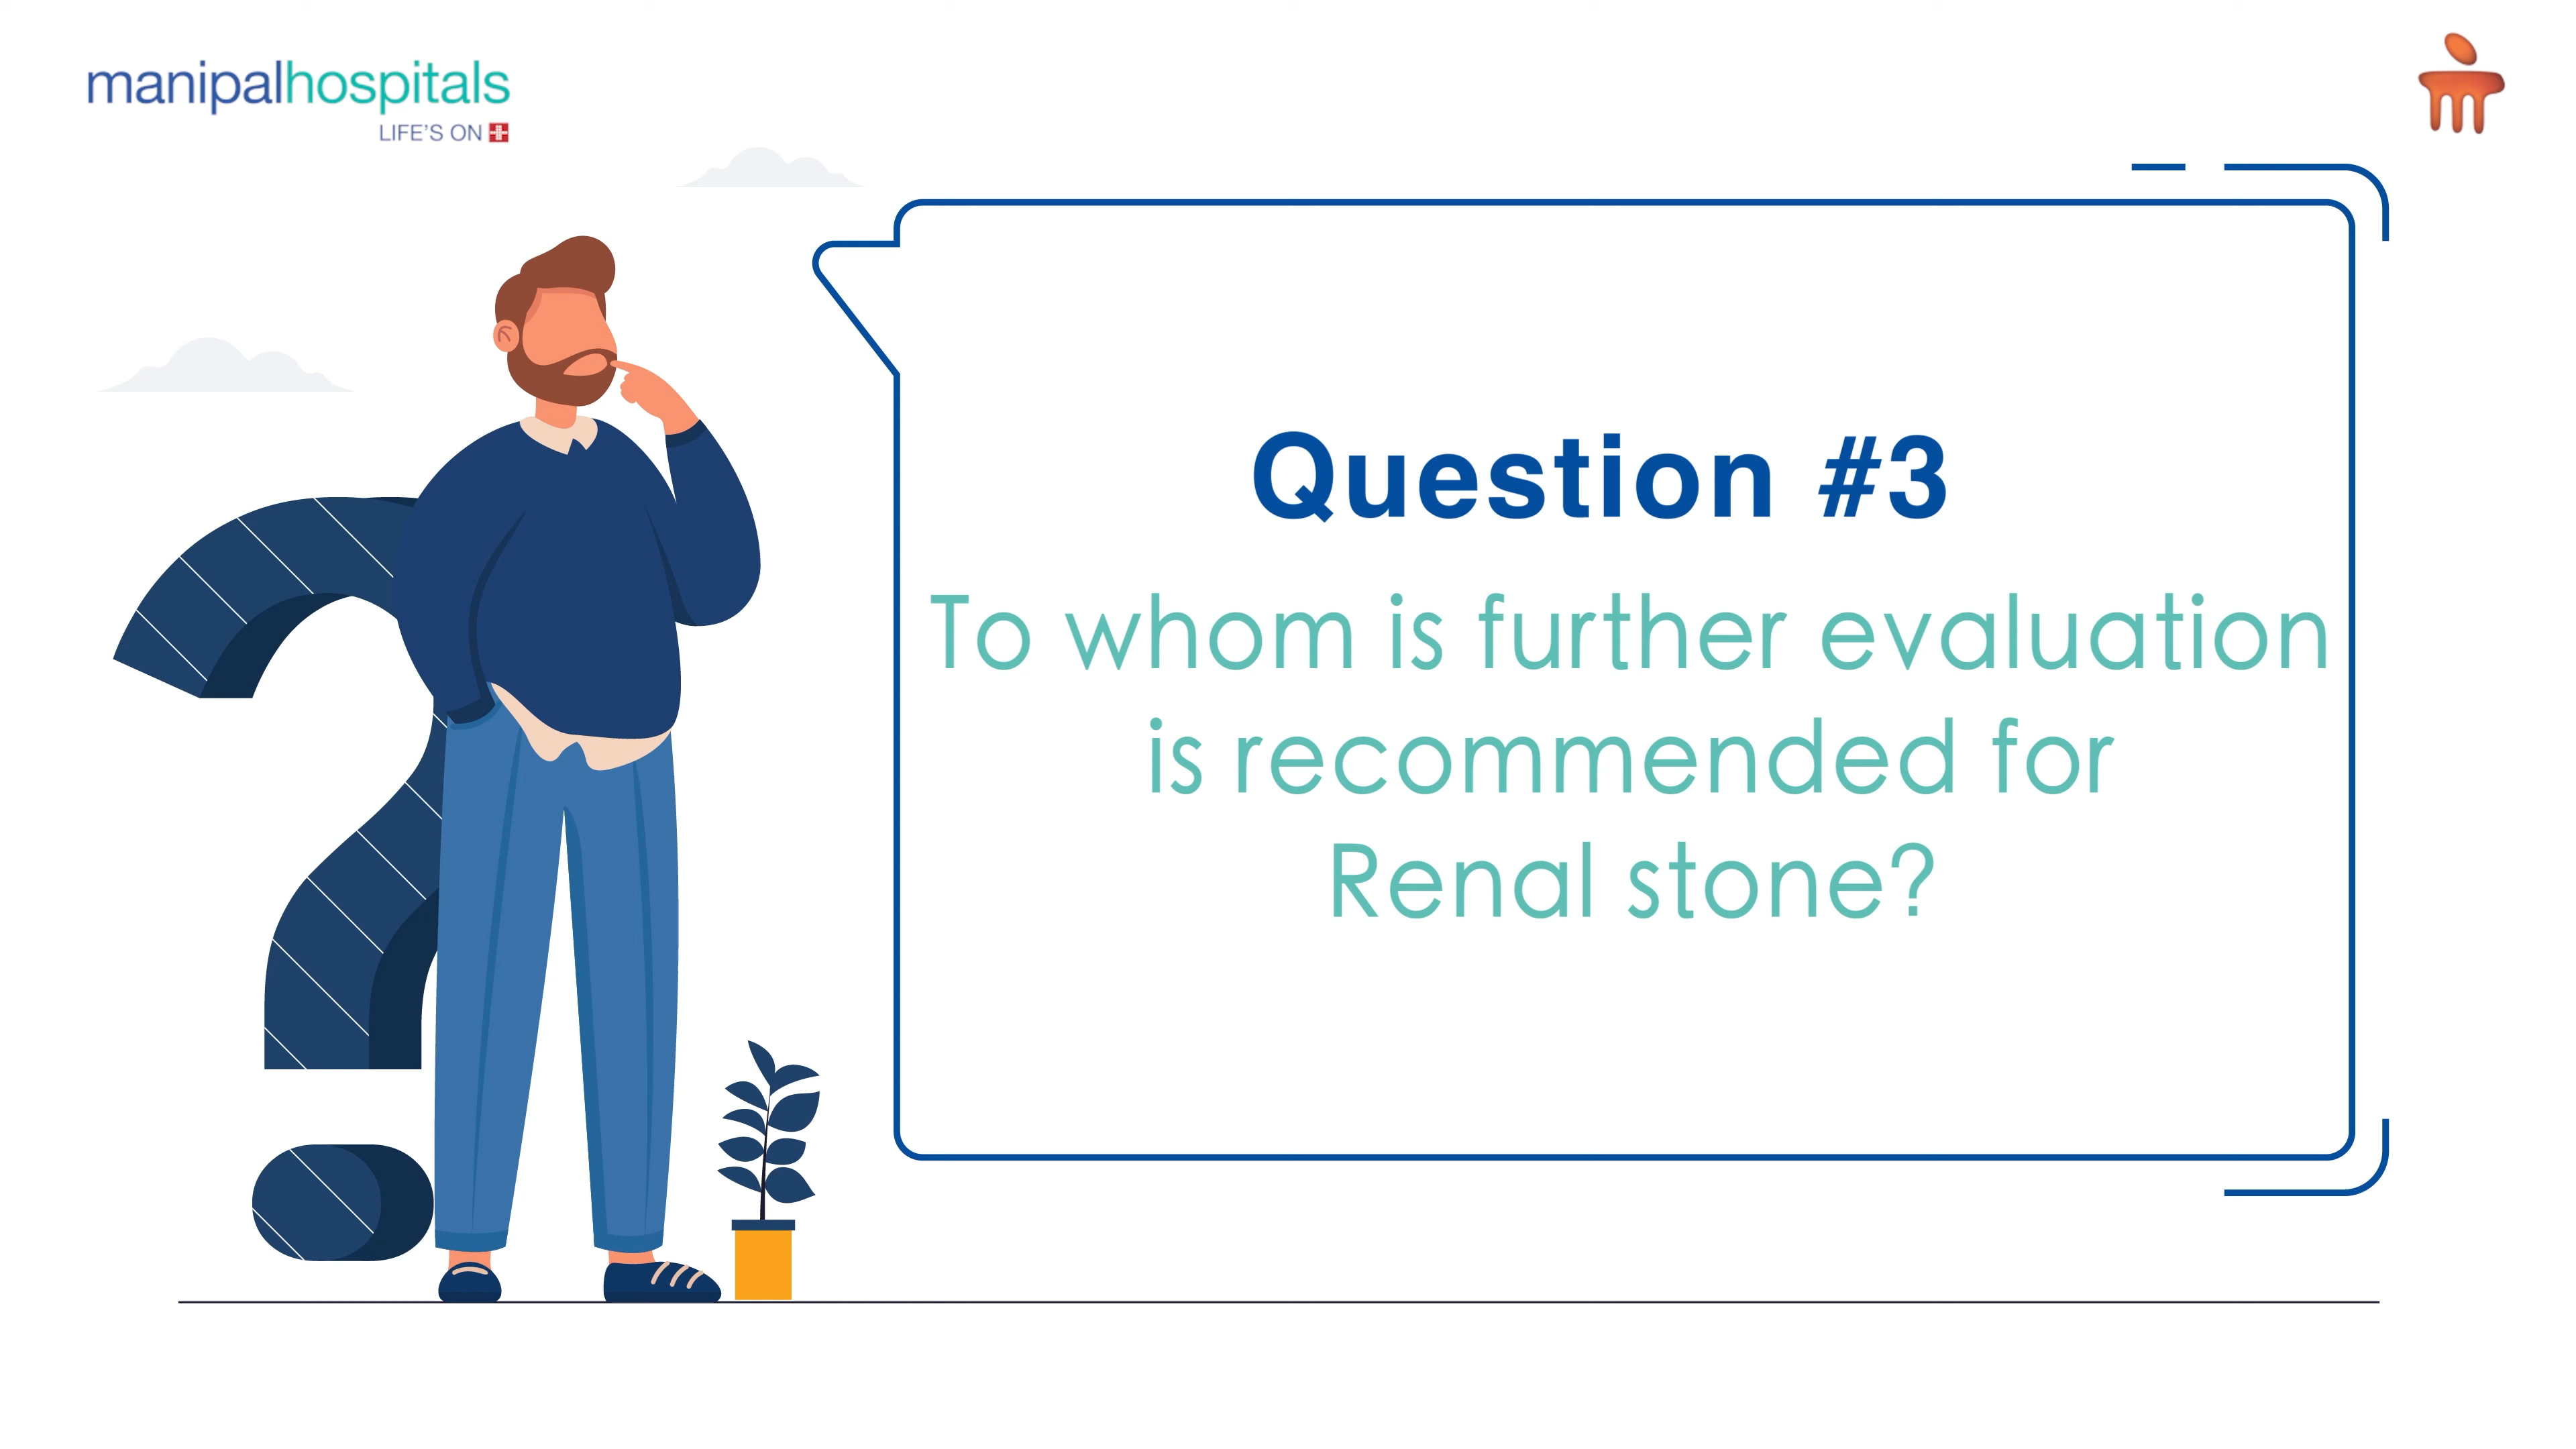 manipalhospitals
LIFE'S ON
Question #3
To whom is further evaluation
is recommended for
Renal stone?